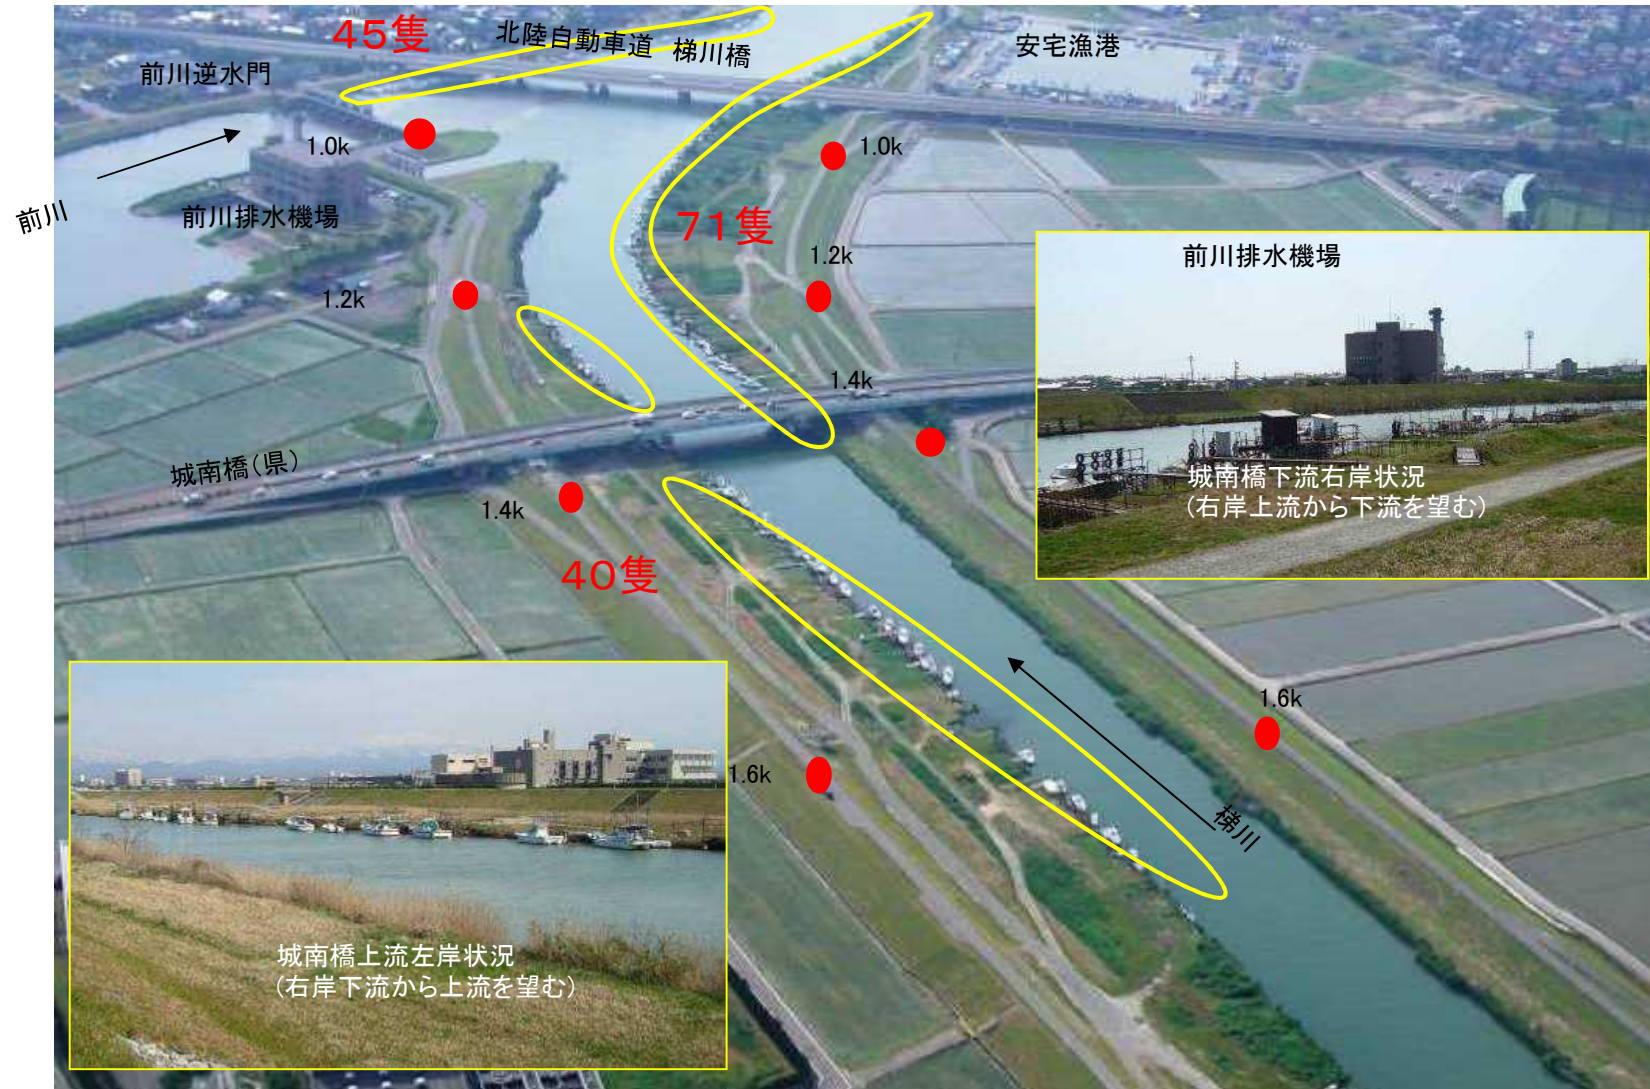 45隻
北陸自動車道　梯川橋
安宅漁港
前川逆水門
1.0k
1.0k
前川
前川排水機場
71隻
1.2k
1.2k
前川排水機場
1.4k
城南橋(県)
城南橋下流右岸状況
(右岸上流から下流を望む)
1.4k
40隻
1.6k
1.6k
梯川
城南橋上流左岸状況
(右岸下流から上流を望む)